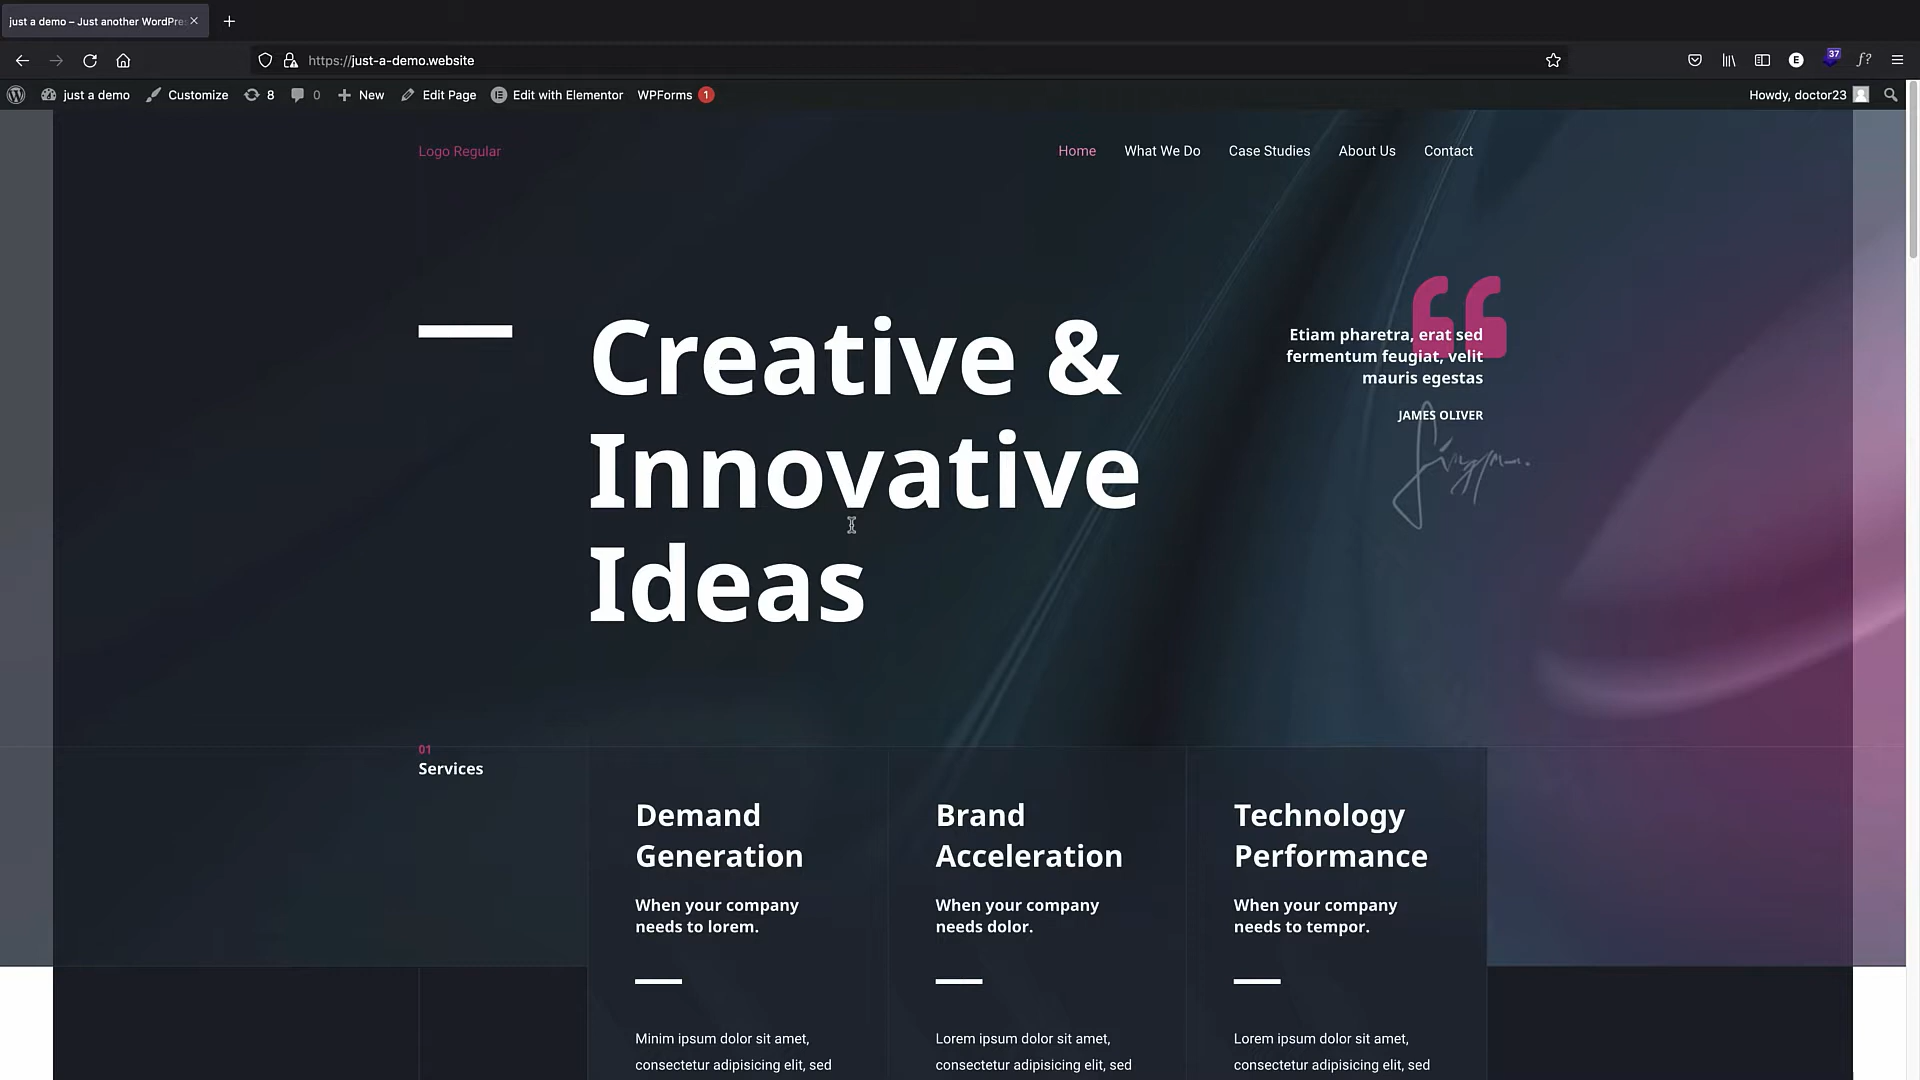 just a demo – Just another WordPre
https://just-a-demo.website
37
just a demo
Customize
8
0
New
Edit Page
Edit with Elementor
WPForms
1
Howdy, doctor23
Logo Regular
Home
What We Do
Case Studies
About Us
Contact
Creative &
Innovative
Ideas
Etiam pharetra, erat sed
fermentum feugiat, velit
mauris egestas
JAMES OLIVER
01
Services
Demand
Generation
When your company
needs to lorem.
Minim ipsum dolor sit amet,
consectetur adipisicing elit, sed
Brand
Acceleration
When your company
needs dolor.
Lorem ipsum dolor sit amet,
consectetur adipisicing elit, sed
Technology
Performance
When your company
needs to tempor.
Lorem ipsum dolor sit amet,
consectetur adipisicing elit, sed